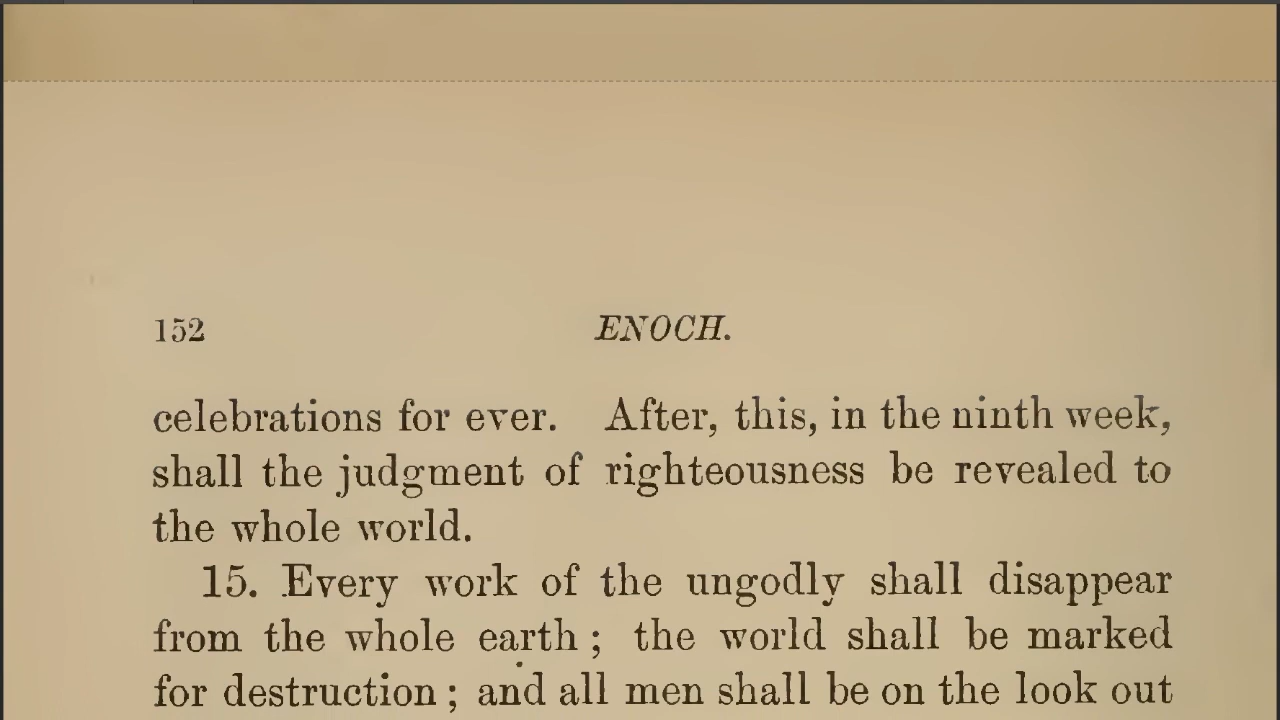 152 ENOCH.
celebrations for ever. After, this, in the ninth week,
shall the judgment of righteousness be revealed to
the whole world.
15. Every work of the ungodly shall disappear
from the whole earth ; the world shall be marked
for destruction ; and all men shall be on the look out